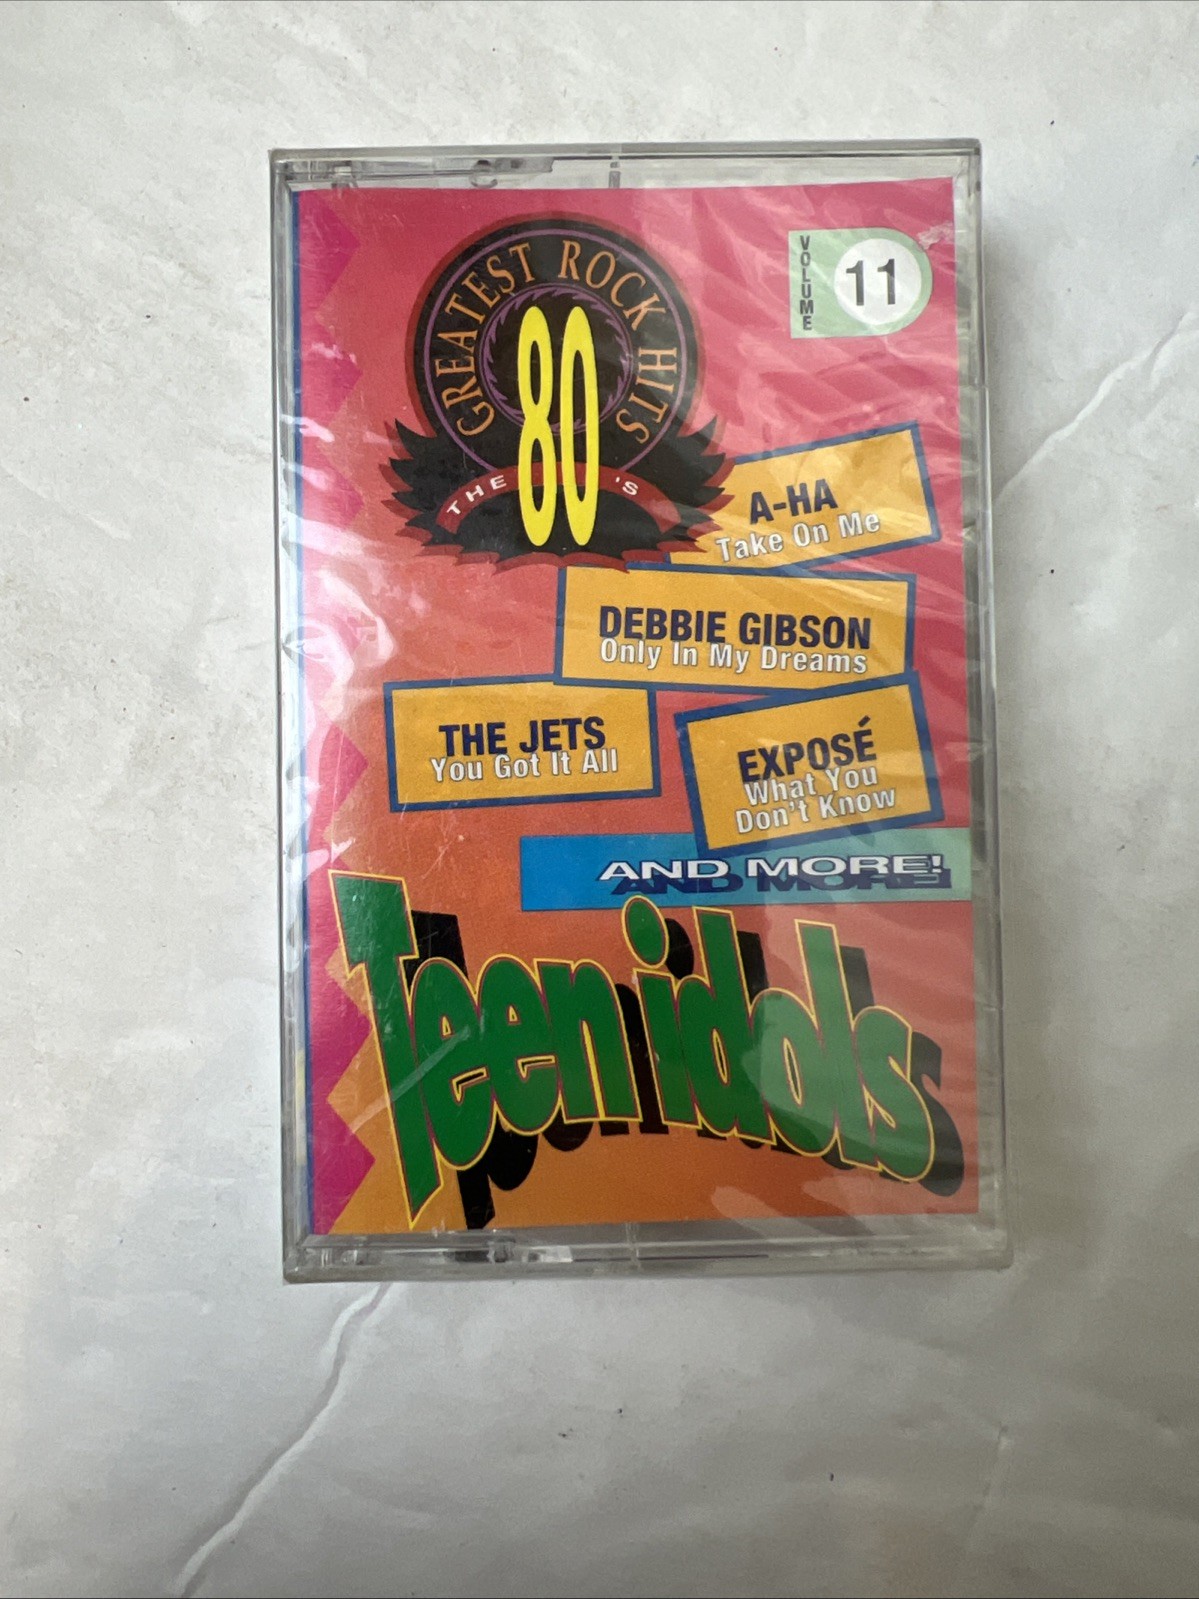 GREATEST ROCK HITS
THE 80'S
VOLUME
11
A-HA
Take On Me
DEBBIE GIBSON
Only In My Dreams
THE JETS
You Got It All
EXPOSÉ
What You
Don't Know
AND MORE!
Teen idols